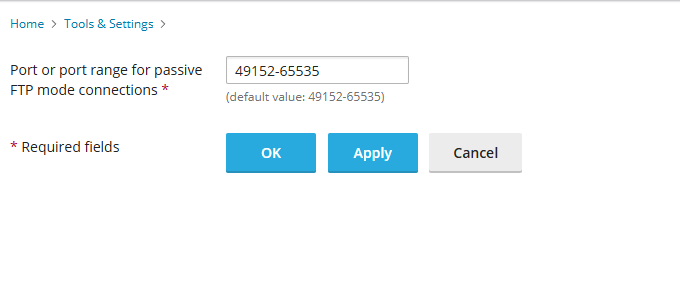 Home > Tools & Settings >
Port or port range for passive
FTP mode connections *
49152-65535
(default value: 49152-65535)
* Required fields
OK
Apply
Cancel